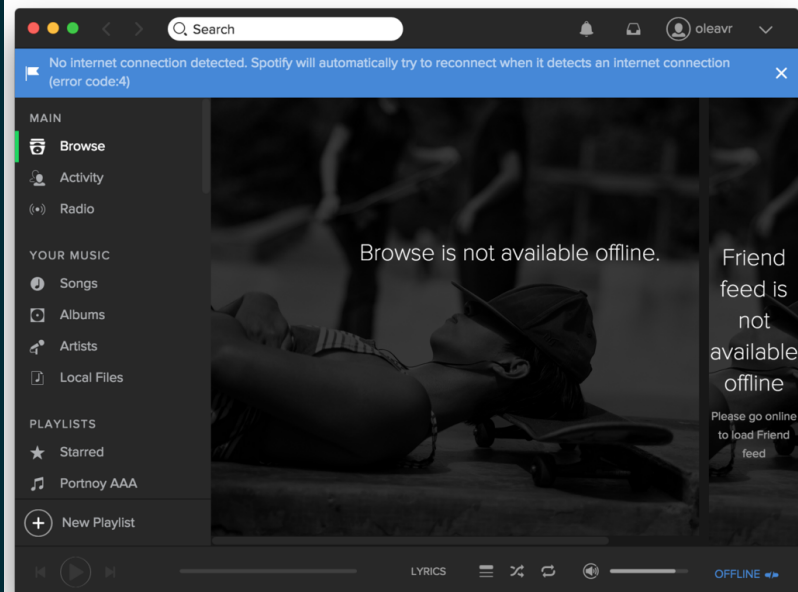 Search
oleavr
No internet connection detected. Spotify will automatically try to reconnect when it detects an internet connection
(error code:4)
MAIN
Browse
Activity
Radio
YOUR MUSIC
Songs
Albums
Artists
Local Files
PLAYLISTS
Starred
Portnoy AAA
New Playlist
Browse is not available offline.
Friend
feed is
not
available
offline
Please go online
to load Friend
feed
LYRICS
OFFLINE